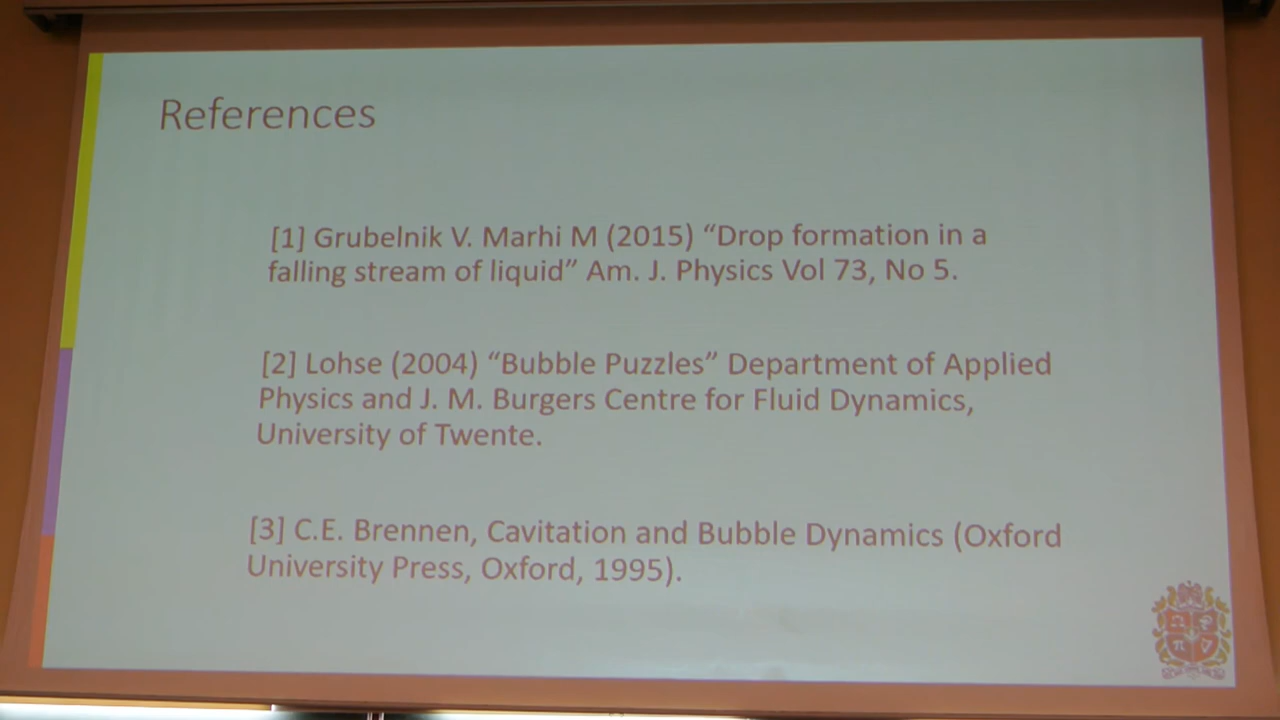 References
[1] Grubelnik V. Marhi M (2015) “Drop formation in a
falling stream of liquid” Am. J. Physics Vol 73, No 5.
[2] Lohse (2004) “Bubble Puzzles” Department of Applied
Physics and J. M. Burgers Centre for Fluid Dynamics,
University of Twente.
[3] C.E. Brennen, Cavitation and Bubble Dynamics (Oxford
University Press, Oxford, 1995).